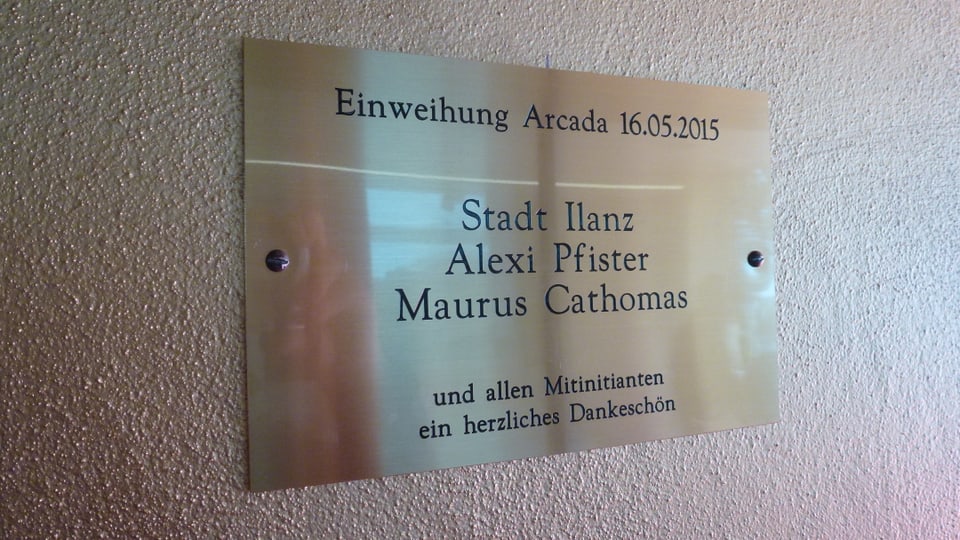 Einweihung Arcada 16.05.2015
Stadt Ilanz
Alexi Pfister
Maurus Cathomas
und allen Mitinitianten
ein herzliches Dankeschön